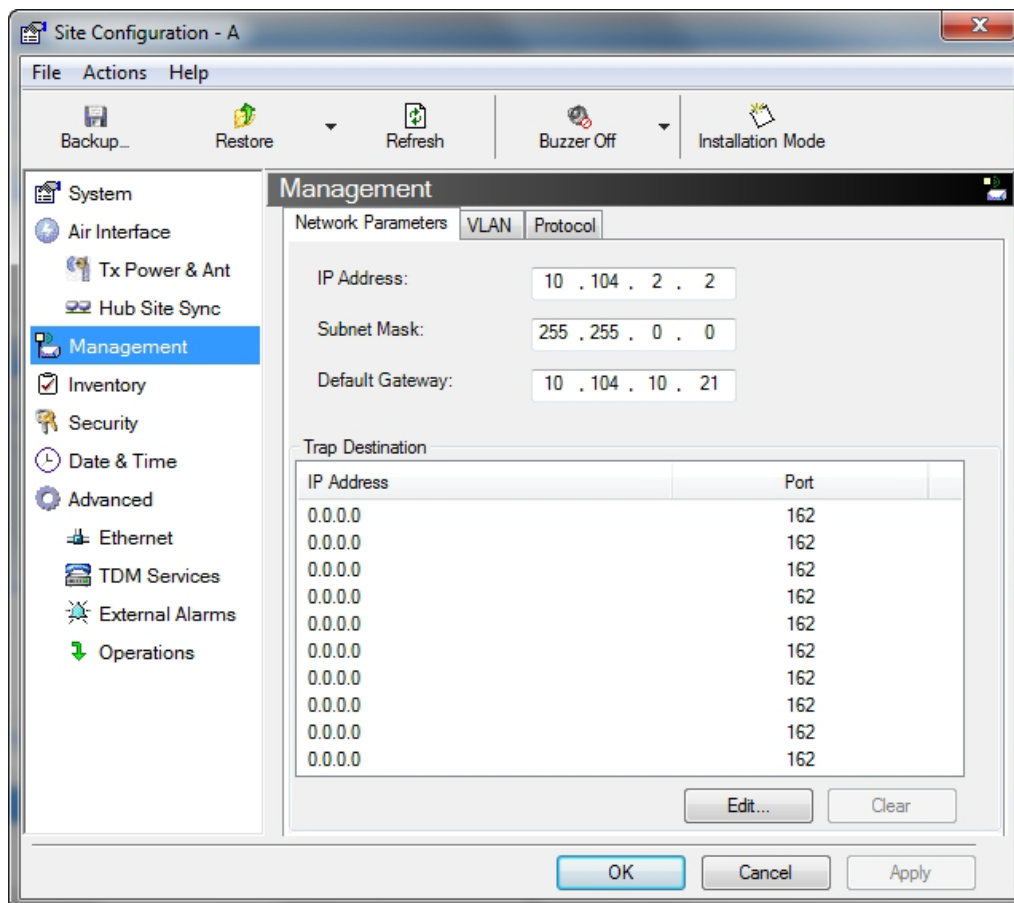 Site Configuration - A
File Actions Help
Backup... Restore Refresh Buzzer Off Installation Mode
System
Air Interface
Tx Power & Ant
Hub Site Sync
Management
Inventory
Security
Date & Time
Advanced
Ethernet
TDM Services
External Alarms
Operations
Management
Network Parameters VLAN Protocol
IP Address: 10 . 104 . 2 . 2
Subnet Mask: 255 . 255 . 0 . 0
Default Gateway: 10 . 104 . 10 . 21
Trap Destination
IP Address Port
0.0.0.0 162
0.0.0.0 162
0.0.0.0 162
0.0.0.0 162
0.0.0.0 162
0.0.0.0 162
0.0.0.0 162
0.0.0.0 162
0.0.0.0 162
0.0.0.0 162
Edit... Clear
OK Cancel Apply